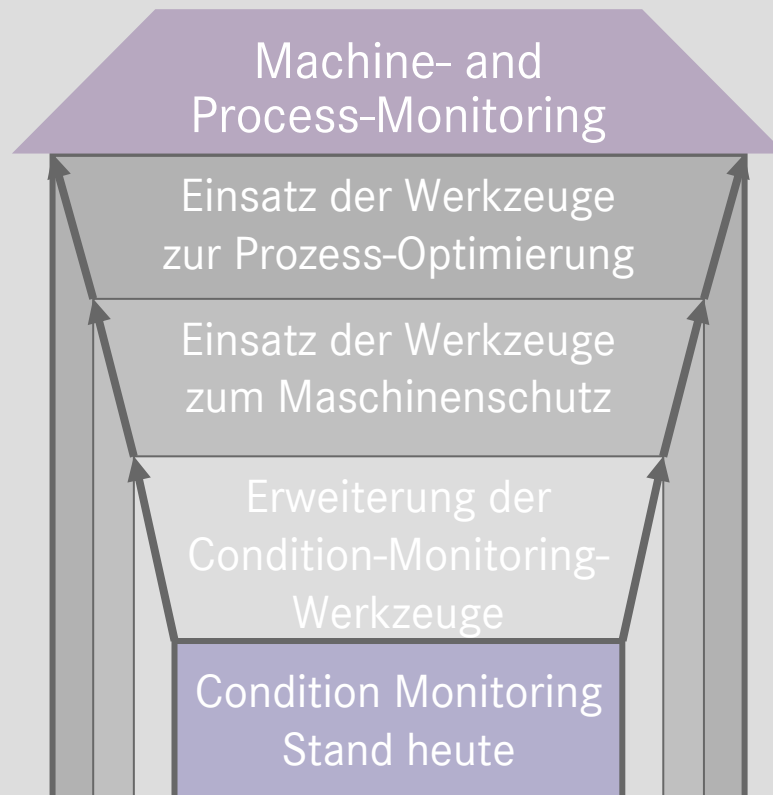 Machine- and
Process-Monitoring
Einsatz der Werkzeuge
zur Prozess-Optimierung
Einsatz der Werkzeuge
zum Maschinenschutz
Erweiterung der
Condition-Monitoring-
Werkzeuge
Condition Monitoring
Stand heute